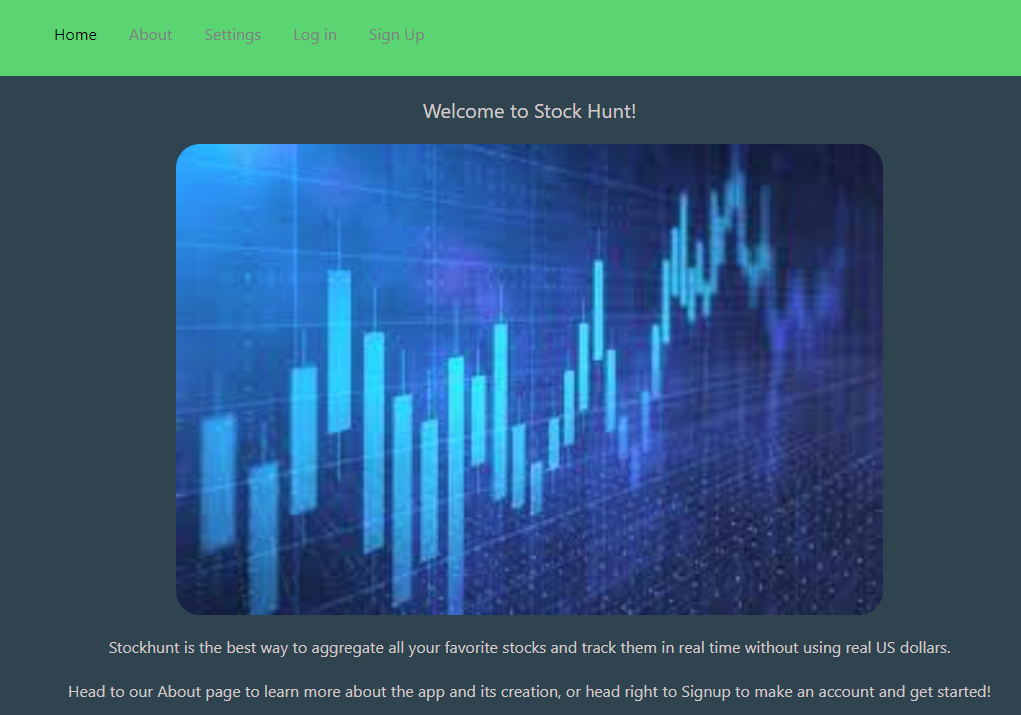 Home About Settings Log in Sign Up
Welcome to Stock Hunt!
Stockhunt is the best way to aggregate all your favorite stocks and track them in real time without using real US dollars.
Head to our About page to learn more about the app and its creation, or head right to Signup to make an account and get started!